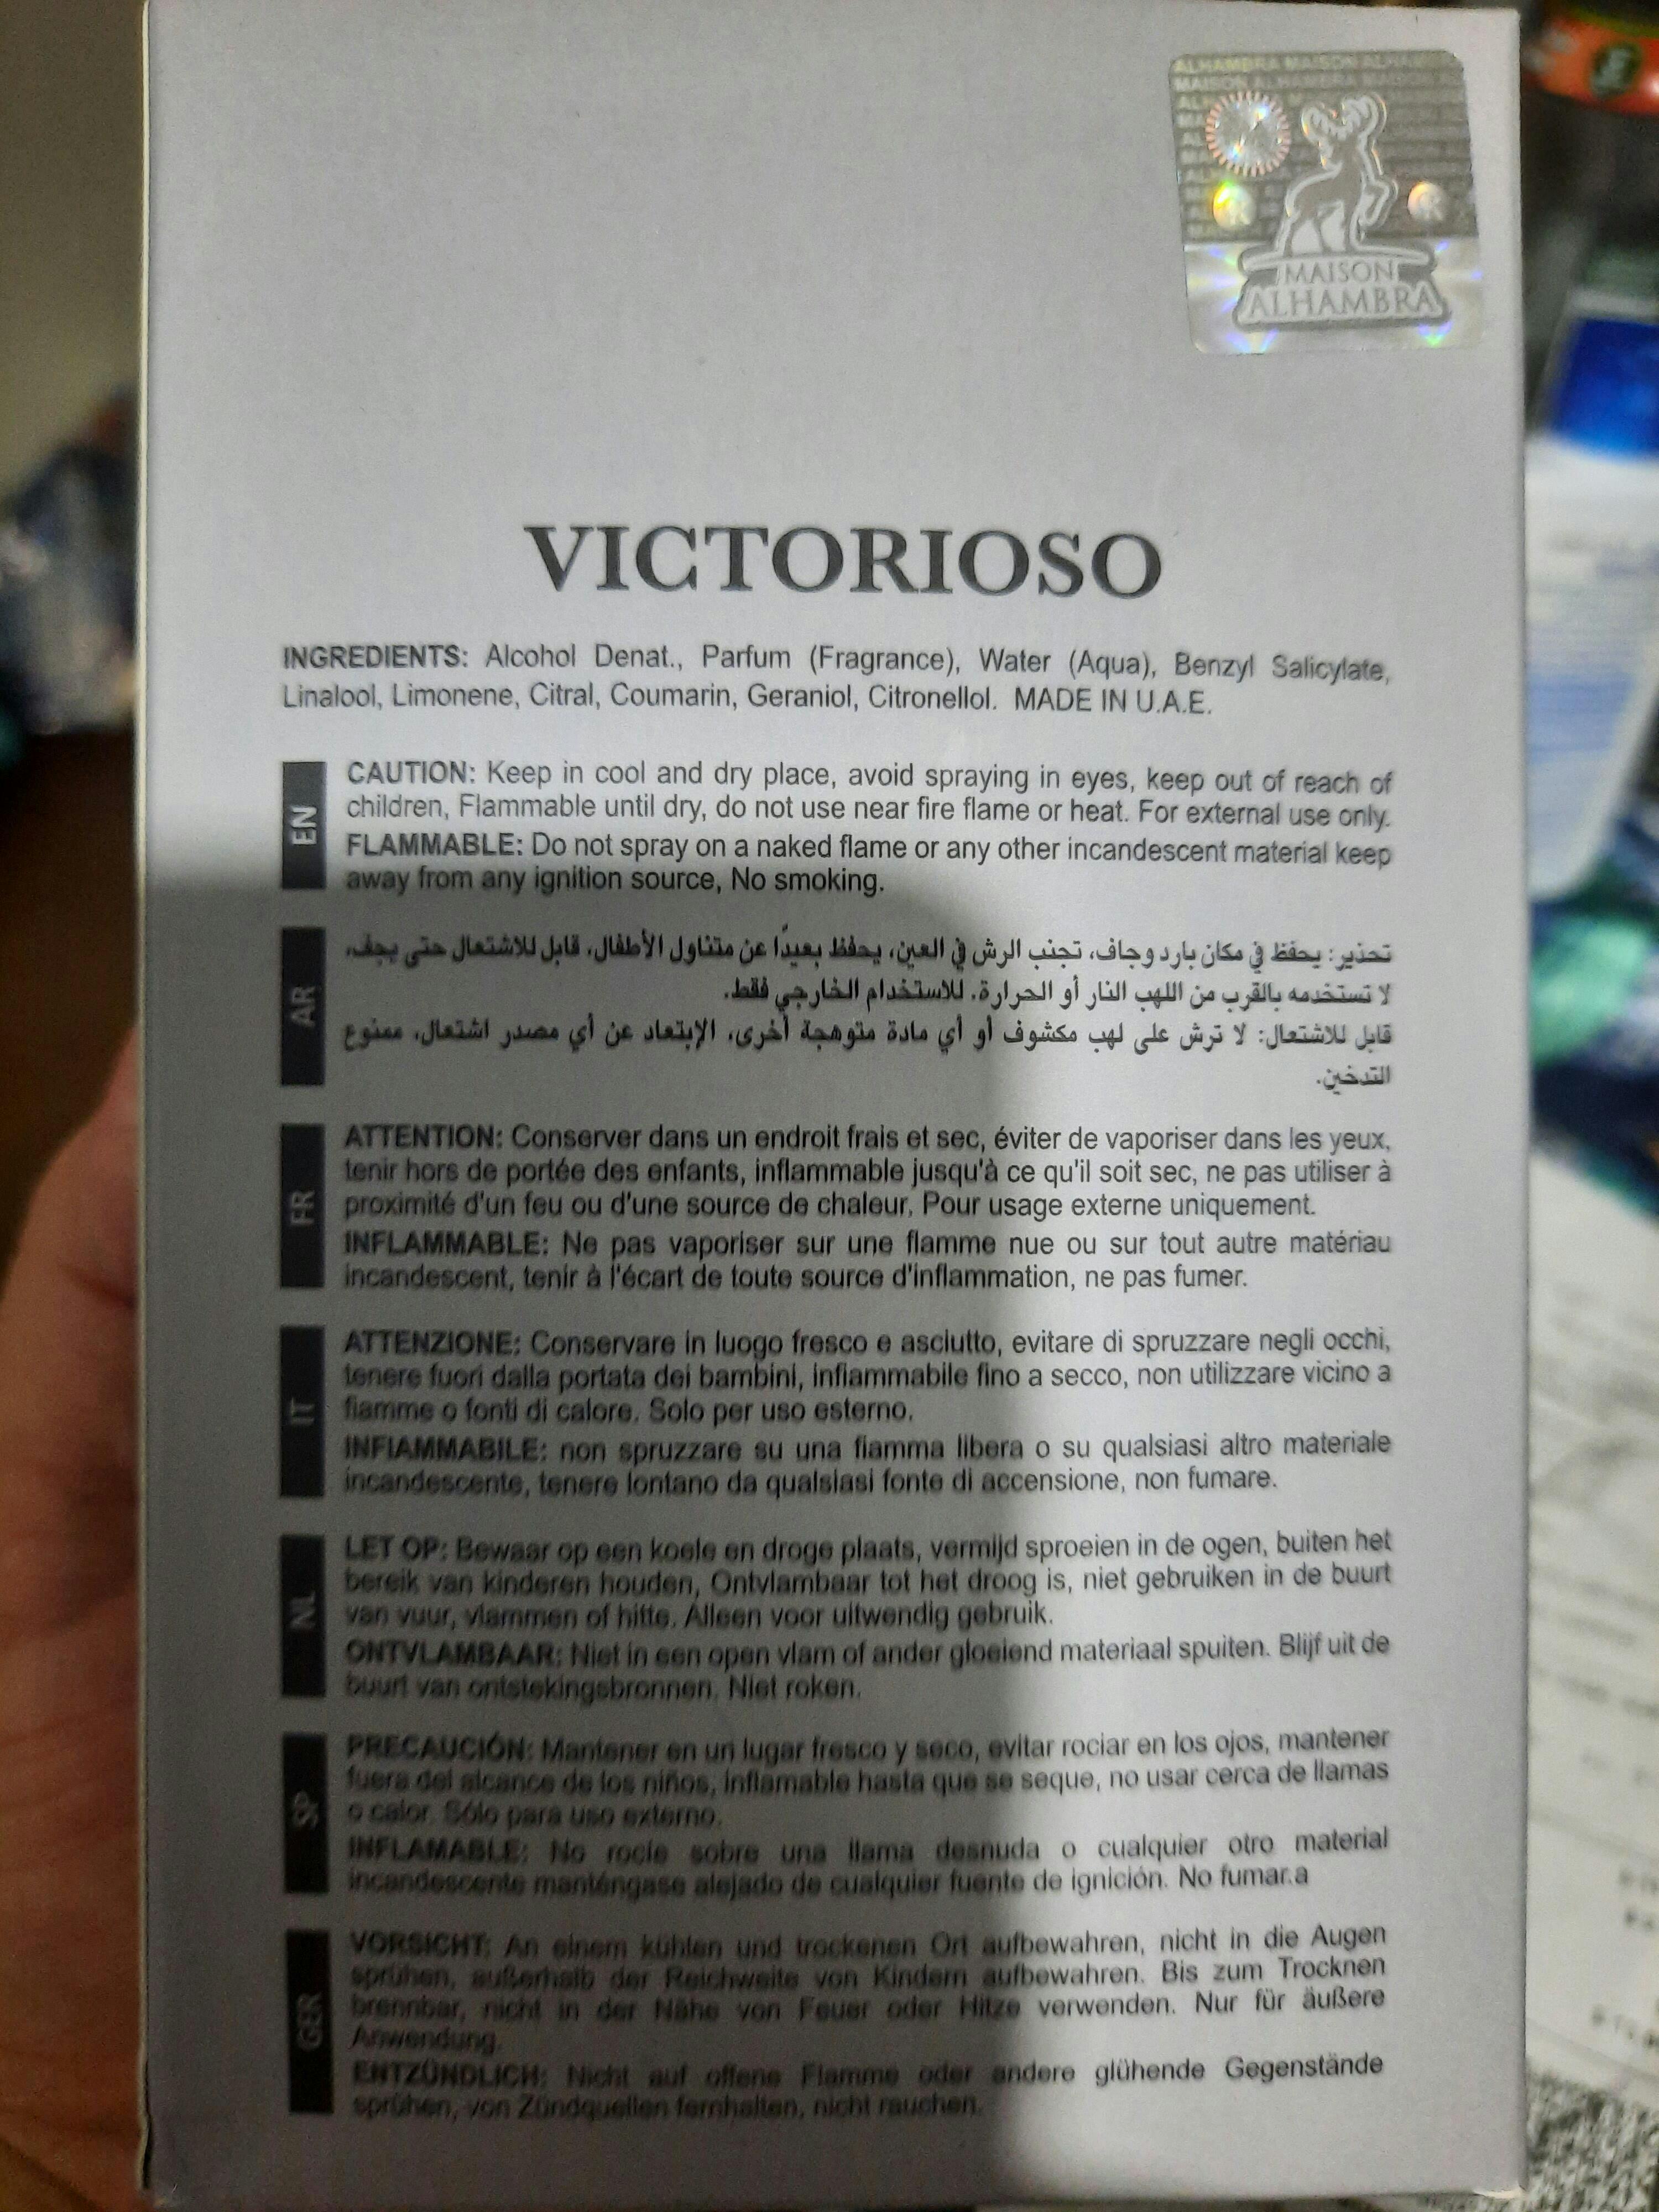 ALHAMBRA MAISON ALHAMBRA
MAISON ALHAMBRA MAISON
MAISON
ALHAMBRA
VICTORIOSO
INGREDIENTS: Alcohol Denat., Parfum (Fragrance), Water (Aqua), Benzyl Salicylate,
Linalool, Limonene, Citral, Coumarin, Geraniol, Citronellol. MADE IN U.A.E.
EN
CAUTION: Keep in cool and dry place, avoid spraying in eyes, keep out of reach of
children, Flammable until dry, do not use near fire flame or heat. For external use only.
FLAMMABLE: Do not spray on a naked flame or any other incandescent material keep
away from any ignition source, No smoking.
AR
تحذير: يحفظ في مكان بارد وجاف، تجنب الرش في العين، يحفظ بعيدًا عن متناول الأطفال، قابل للاشتعال حتى يجف،
لا تستخدمه بالقرب من اللهب النار أو الحرارة. للاستخدام الخارجي فقط.
قابل للاشتعال: لا ترش على لهب مكشوف أو أي مادة متوهجة أخرى، الإبتعاد عن أي مصدر اشتعال، ممنوع
التدخين.
FR
ATTENTION: Conserver dans un endroit frais et sec, éviter de vaporiser dans les yeux,
tenir hors de portée des enfants, inflammable jusqu'à ce qu'il soit sec, ne pas utiliser à
proximité d'un feu ou d'une source de chaleur, Pour usage externe uniquement.
INFLAMMABLE: Ne pas vaporiser sur une flamme nue ou sur tout autre matériau
incandescent, tenir à l'écart de toute source d'inflammation, ne pas fumer.
IT
ATTENZIONE: Conservare in luogo fresco e asciutto, evitare di spruzzare negli occhi,
tenere fuori dalla portata dei bambini, infiammabile fino a secco, non utilizzare vicino a
fiamme o fonti di calore. Solo per uso esterno.
INFIAMMABILE: non spruzzare su una fiamma libera o su qualsiasi altro materiale
incandescente, tenere lontano da qualsiasi fonte di accensione, non fumare.
NL
LET OP: Bewaar op een koele en droge plaats, vermijd sproeien in de ogen, buiten het
bereik van kinderen houden, Ontvlambaar tot het droog is, niet gebruiken in de buurt
van vuur, vlammen of hitte. Alleen voor uitwendig gebruik.
ONTVLAMBAAR: Niet in een open vlam of ander gloeiend materiaal spuiten. Blijf uit de
buurt van ontstekingsbronnen, Niet roken.
SP
PRECAUCIÓN: Mantener en un lugar fresco y seco, evitar rociar en los ojos, mantener
fuera del alcance de los niños, inflamable hasta que se seque, no usar cerca de llamas
o calor. Sólo para uso externo.
INFLAMABLE: No rocíe sobre una llama desnuda o cualquier otro material
incandescente manténgase alejado de cualquier fuente de ignición. No fumar.a
GER
VORSICHT: An einem kühlen und trockenen Ort aufbewahren, nicht in die Augen
sprühen, außerhalb der Reichweite von Kindern aufbewahren. Bis zum Trocknen
brennbar, nicht in der Nähe von Feuer oder Hitze verwenden. Nur für äußere
Anwendung.
ENTZÜNDLICH: Nicht auf offene Flamme oder andere glühende Gegenstände
sprühen, von Zündquellen fernhalten, nicht rauchen.